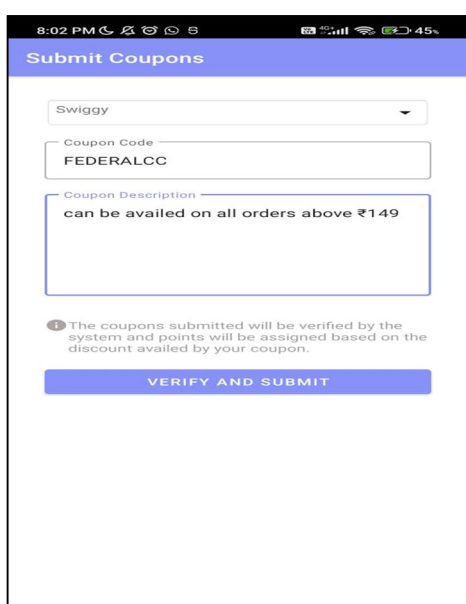 8:02 PM
45%
Submit Coupons
Swiggy
Coupon Code
FEDERALCC
Coupon Description
can be availed on all orders above ₹149
The coupons submitted will be verified by the
system and points will be assigned based on the
discount availed by your coupon.
VERIFY AND SUBMIT